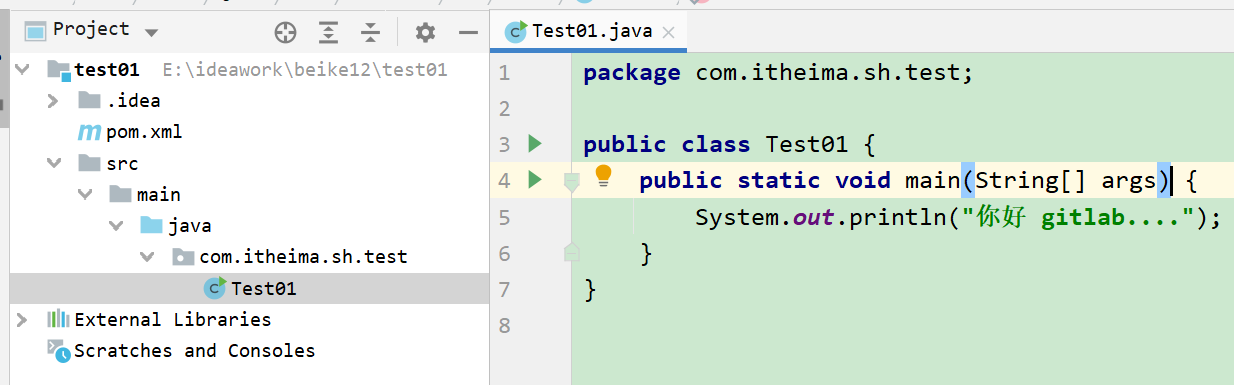 Project
test01 E:\ideawork\beike12\test01
.idea
pom.xml
src
main
java
com.itheima.sh.test
Test01
External Libraries
Scratches and Consoles
Test01.java
1 package com.itheima.sh.test;
2
3 public class Test01 {
4 public static void main(String[] args) {
5 System.out.println("你好 gitlab....");
6 }
7 }
8